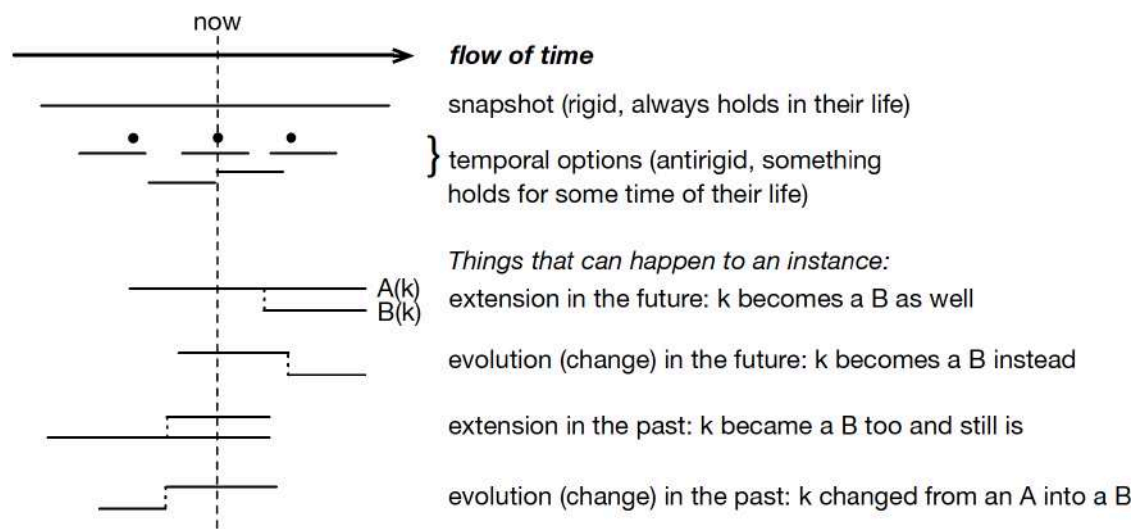 now
flow of time
snapshot (rigid, always holds in their life)
temporal options (antirigid, something
holds for some time of their life)
Things that can happen to an instance:
A(k)
extension in the future: k becomes a B as well
B(k)
evolution (change) in the future: k becomes a B instead
extension in the past: k became a B too and still is
evolution (change) in the past: k changed from an A into a B